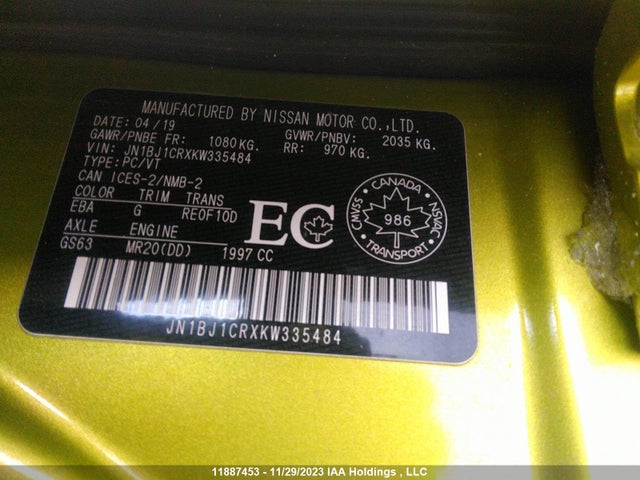 MANUFACTURED BY NISSAN MOTOR CO.,LTD.
DATE: 04/19
GAWR/PNBE FR: 1080KG. GVWR/PNBV: 2035 KG.
VIN: JN1BJ1CRXKW335484 RR: 970 KG.
TYPE:PC/VT
CAN ICES-2/NMB-2
COLOR TRIM TRANS
EBA G RE0F10D
AXLE ENGINE
GS63 MR20(DD) 1997 CC
EC
CANADA
CMVSS 986 NSVAC
TRANSPORT
JN1BJ1CRXKW335484
11887453 - 11/29/2023 IAA Holdings , LLC